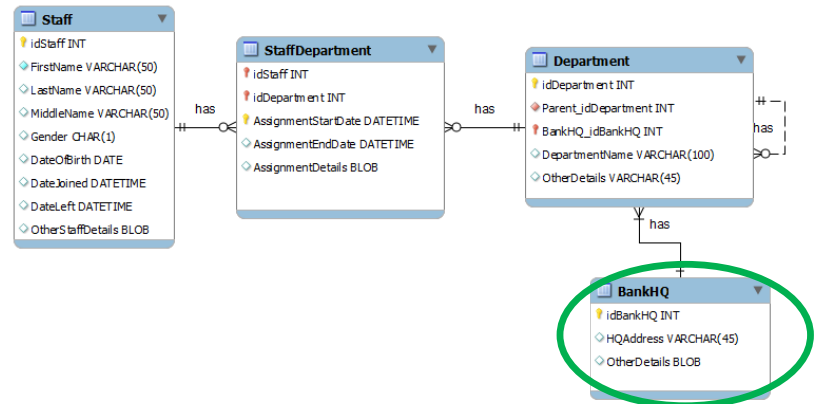 Staff
idStaff INT
FirstName VARCHAR(50)
LastName VARCHAR(50)
MiddleName VARCHAR(50)
Gender CHAR(1)
DateOfBirth DATE
DateJoined DATETIME
DateLeft DATETIME
OtherStaffDetails BLOB
has
StaffDepartment
idStaff INT
idDepartment INT
AssignmentStartDate DATETIME
AssignmentEndDate DATETIME
AssignmentDetails BLOB
has
Department
idDepartment INT
Parent_idDepartment INT
BankHQ_idBankHQ INT
DepartmentName VARCHAR(100)
OtherDetails VARCHAR(45)
has
has
BankHQ
idBankHQ INT
HQAddress VARCHAR(45)
OtherDetails BLOB